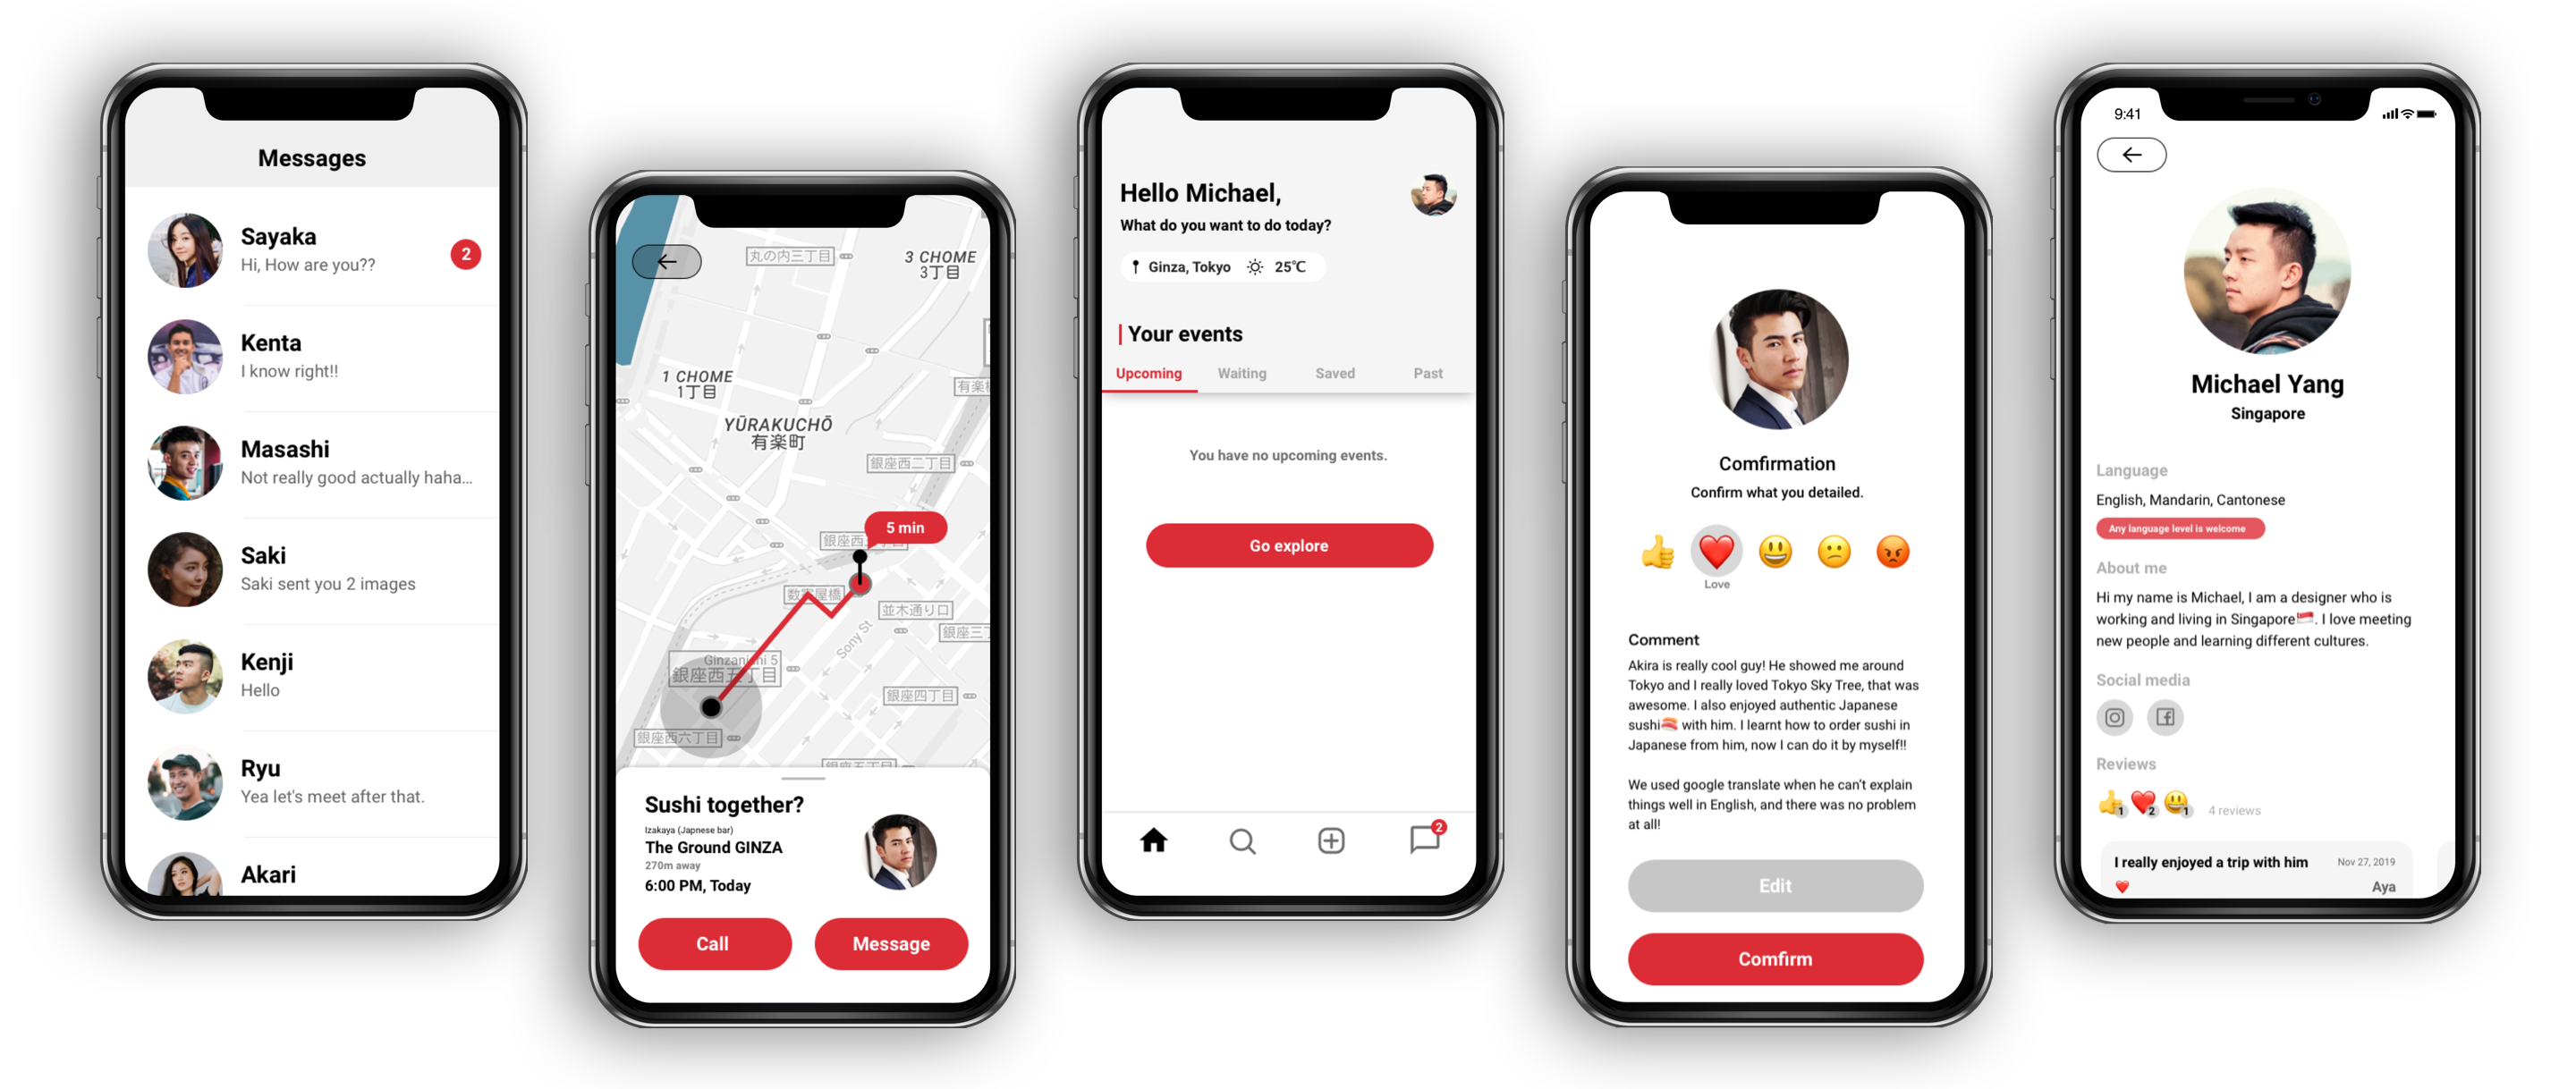 Messages
Sayaka
Hi, How are you??
2
Kenta
I know right!!
Masashi
Not really good actually haha...
Saki
Saki sent you 2 images
Kenji
Hello
Ryu
Yea let's meet after that.
Akari
丸の内三丁目
3 CHOME
3丁目
1 CHOME
1丁目
有楽
YŪRAKUCHŌ
有楽町
銀座西二丁目
5 min
銀座西
数寄屋橋
並木通り口
銀座三丁
Sony St
Ginzanishi 5
銀座西五丁目
銀座四丁目
銀座西六丁目
銀座五丁目
Sushi together?
Izakaya (Japnese bar)
The Ground GINZA
270m away
6:00 PM, Today
Call
Message
Hello Michael,
What do you want to do today?
Ginza, Tokyo 25℃
Your events
Upcoming Waiting Saved Past
You have no upcoming events.
Go explore
2
Comfirmation
Confirm what you detailed.
Love
Comment
Akira is really cool guy! He showed me around
Tokyo and I really loved Tokyo Sky Tree, that was
awesome. I also enjoyed authentic Japanese
sushi🍣 with him. I learnt how to order sushi in
Japanese from him, now I can do it by myself!!
We used google translate when he can't explain
things well in English, and there was no problem
at all!
Edit
Comfirm
9:41
Michael Yang
Singapore
Language
English, Mandarin, Cantonese
Any language level is welcome
About me
Hi my name is Michael, I am a designer who is
working and living in Singapore🇸🇬. I love meeting
new people and learning different cultures.
Social media
Reviews
1 2 1 4 reviews
I really enjoyed a trip with him Nov 27, 2019
Aya